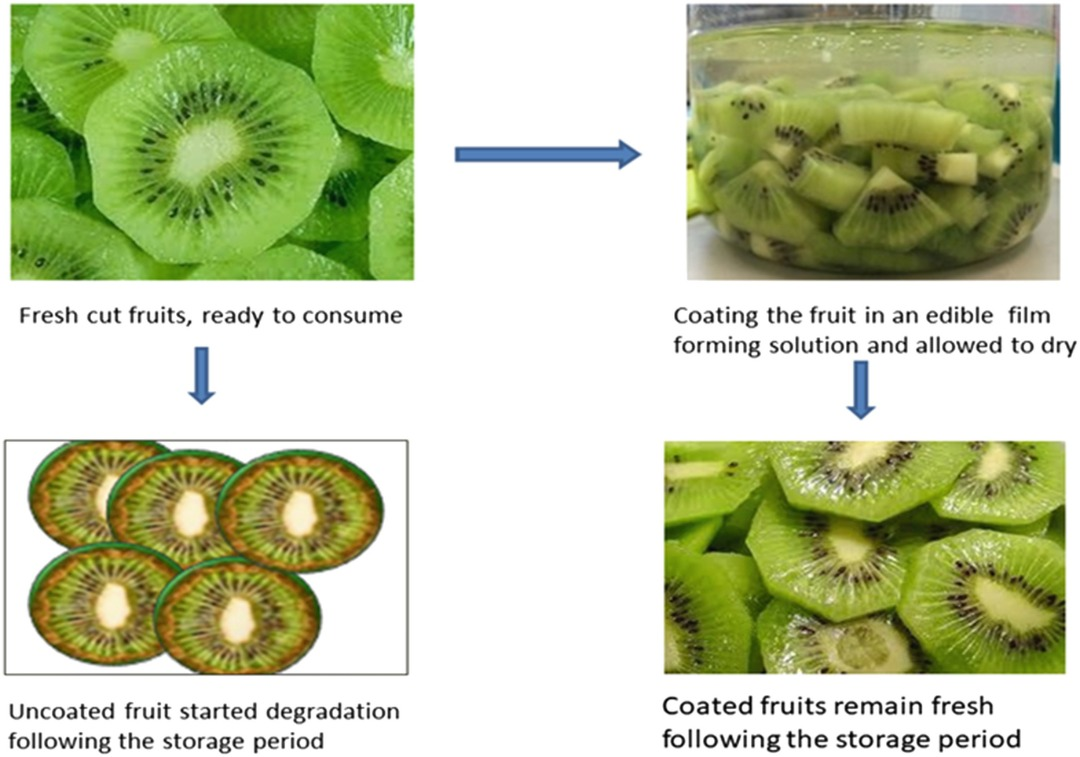 Fresh cut fruits, ready to consume
Coating the fruit in an edible film
forming solution and allowed to dry
Uncoated fruit started degradation
following the storage period
Coated fruits remain fresh
following the storage period